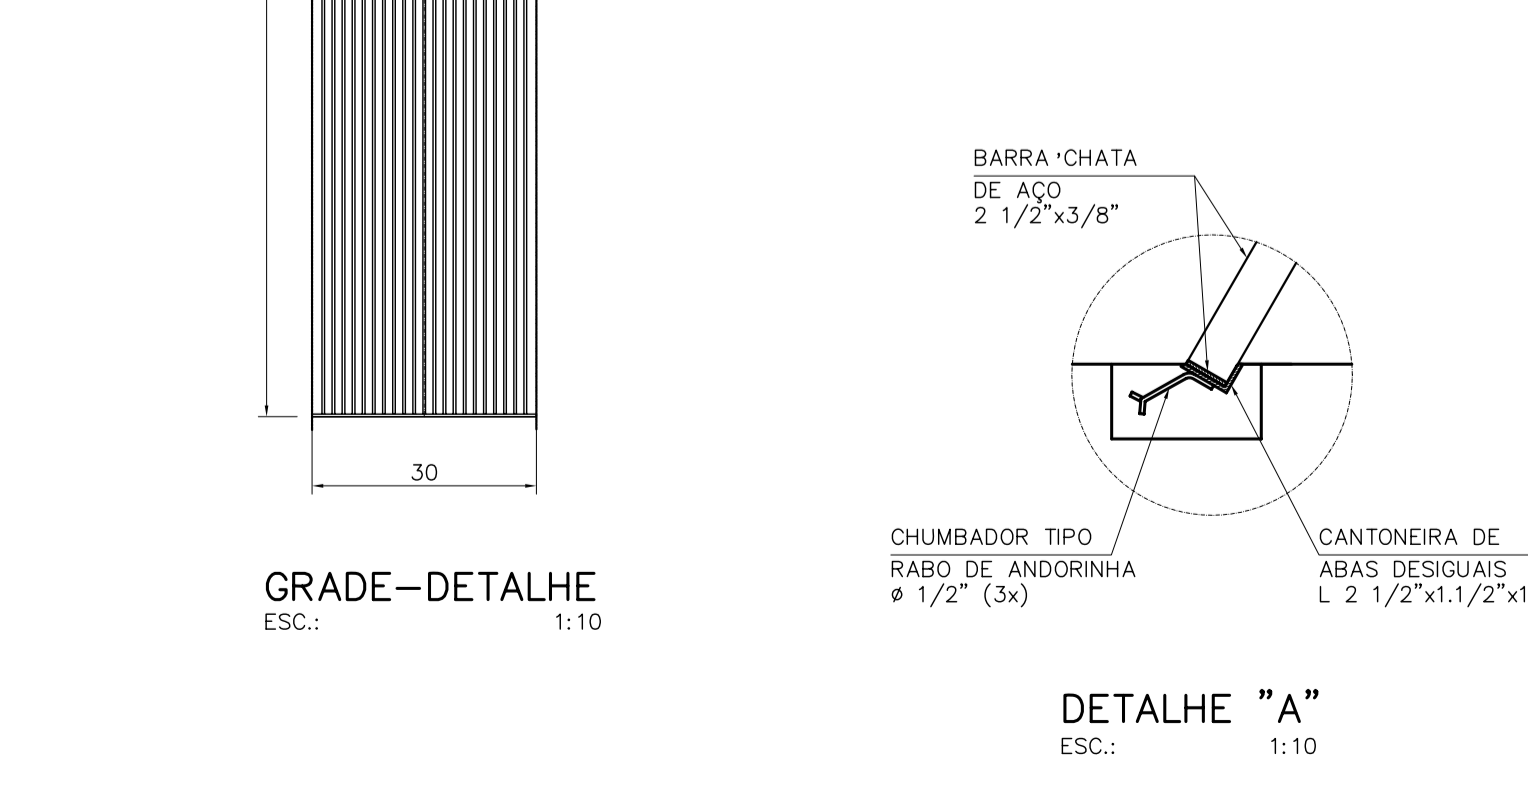 BARRA 'CHATA
DE AÇO
2 1/2"x3/8"
30
CHUMBADOR TIPO
RABO DE ANDORINHA
ø 1/2" (3x)
CANTONEIRA DE
ABAS DESIGUAIS
L 2 1/2"x1.1/2"x1
GRADE-DETALHE
ESC.: 1:10
DETALHE "A"
ESC.: 1:10